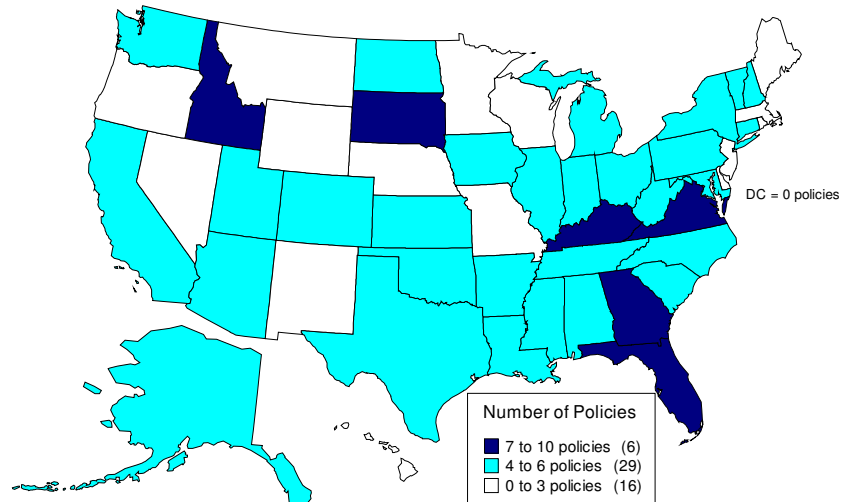 DC = 0 policies
Number of Policies
7 to 10 policies (6)
4 to 6 policies (29)
0 to 3 policies (16)